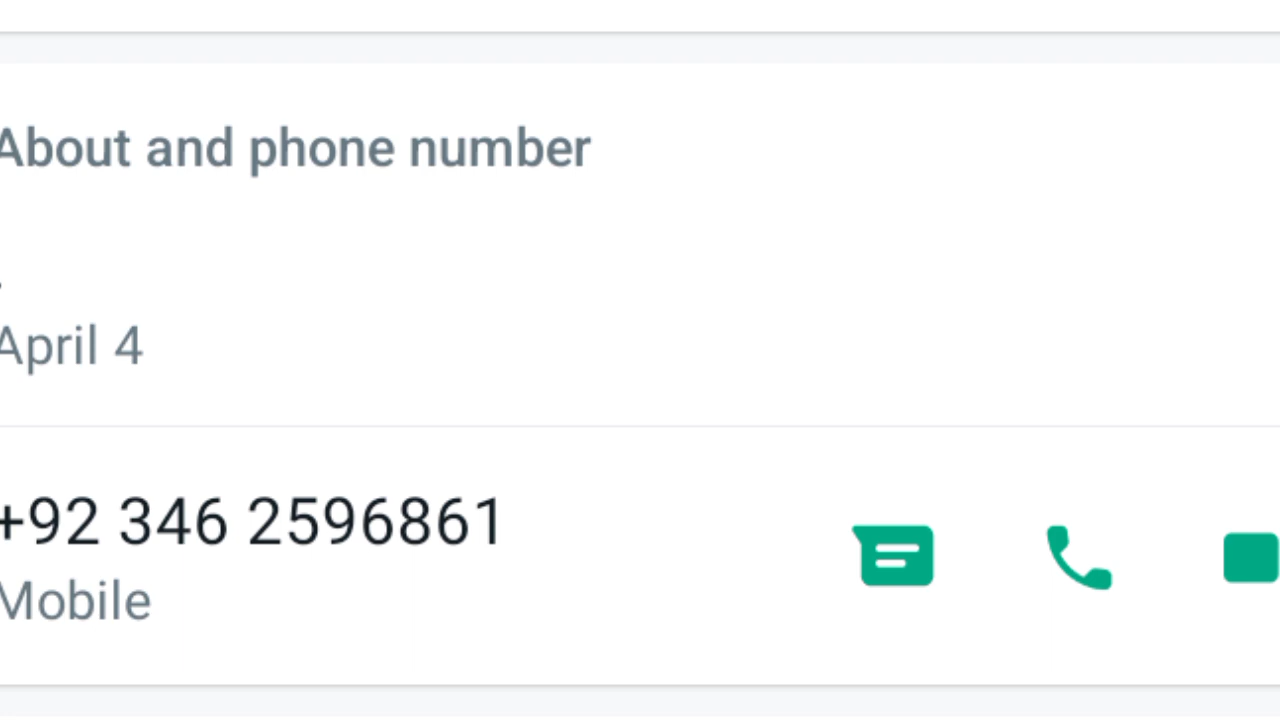 About and phone number
.
April 4
+92 346 2596861
Mobile